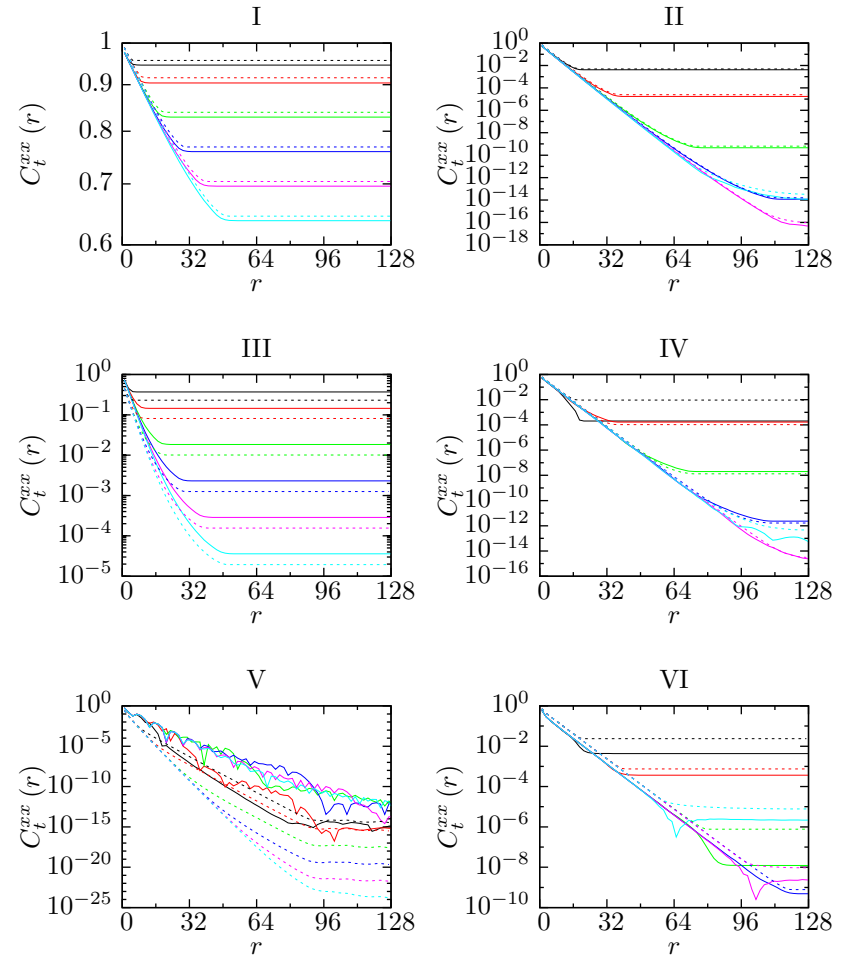 I
1
0.9
0.8
0.7
0.6
C_t^{xx}(r)
0 32 64 96 128
r
II
10^0
10^{-2}
10^{-4}
10^{-6}
10^{-8}
10^{-10}
10^{-12}
10^{-14}
10^{-16}
10^{-18}
C_t^{xx}(r)
0 32 64 96 128
r
III
10^0
10^{-1}
10^{-2}
10^{-3}
10^{-4}
10^{-5}
C_t^{xx}(r)
0 32 64 96 128
r
IV
10^0
10^{-2}
10^{-4}
10^{-6}
10^{-8}
10^{-10}
10^{-12}
10^{-14}
10^{-16}
C_t^{xx}(r)
0 32 64 96 128
r
V
10^0
10^{-5}
10^{-10}
10^{-15}
10^{-20}
10^{-25}
C_t^{xx}(r)
0 32 64 96 128
r
VI
10^0
10^{-2}
10^{-4}
10^{-6}
10^{-8}
10^{-10}
C_t^{xx}(r)
0 32 64 96 128
r